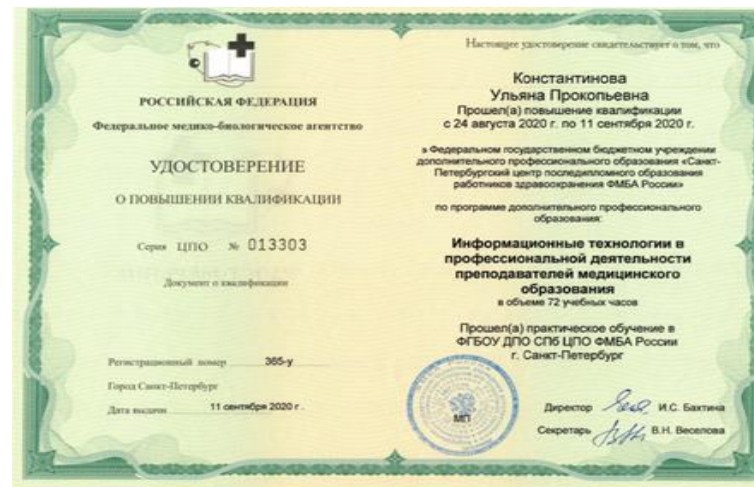 РОССИЙСКАЯ ФЕДЕРАЦИЯ
Федеральное медико-биологическое агентство
УДОСТОВЕРЕНИЕ
О ПОВЫШЕНИИ КВАЛИФИКАЦИИ
Серия ЦПО № 013303
Документ о квалификации
Регистрационный номер 365-у
Город Санкт-Петербург
Дата выдачи 11 сентября 2020 г.
Настоящее удостоверение свидетельствует о том, что
Константинова
Ульяна Прокопьевна
Прошел(а) повышение квалификации
с 24 августа 2020 г. по 11 сентября 2020 г.
в Федеральном государственном бюджетном учреждении
дополнительного профессионального образования «Санкт-
Петербургский центр последипломного образования
работников здравоохранения ФМБА России»
по программе дополнительного профессионального
образования:
Информационные технологии в
профессиональной деятельности
преподавателей медицинского
образования
в объеме 72 учебных часов
Прошел(а) практическое обучение в
ФГБОУ ДПО СПб ЦПО ФМБА России
г. Санкт-Петербург
МП
Директор И.С. Бахтина
Секретарь В.Н. Веселова